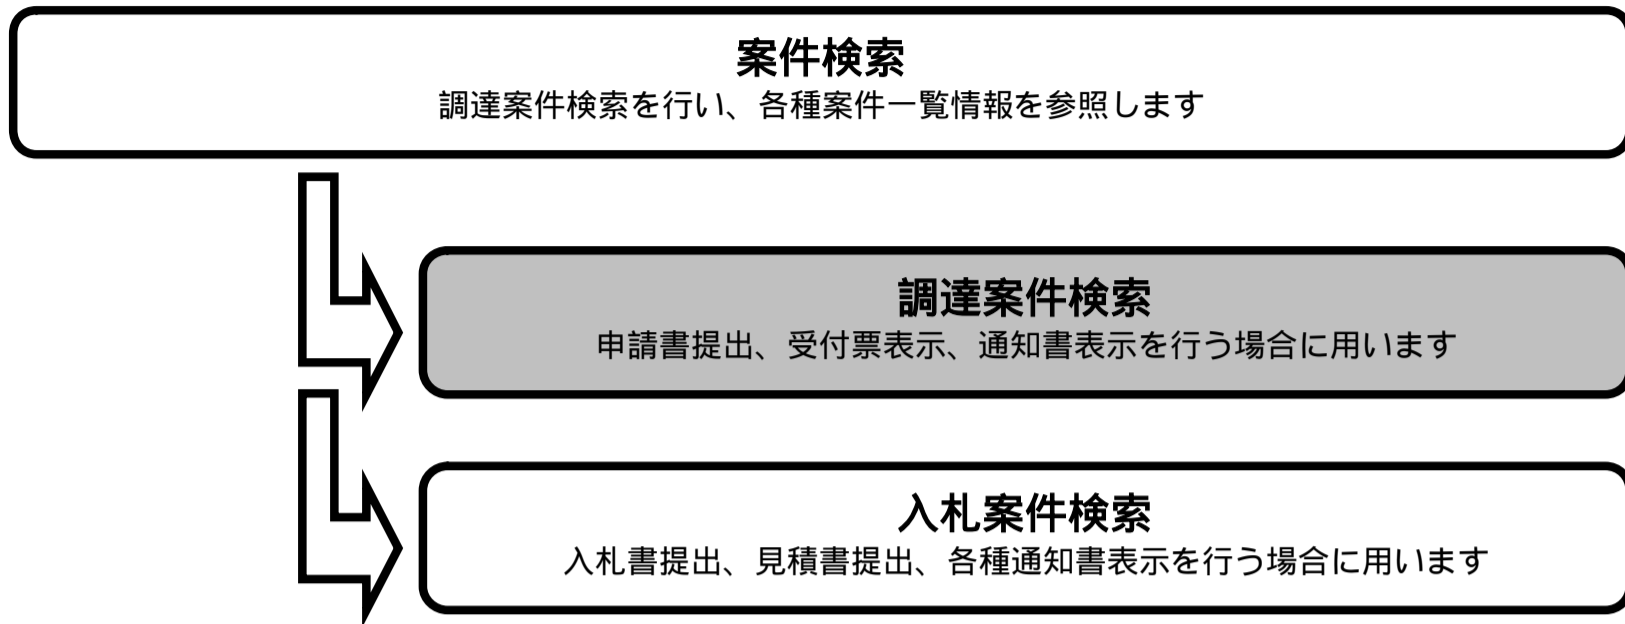 案件検索
調達案件検索を行い、各種案件一覧情報を参照します
調達案件検索
申請書提出、受付票表示、通知書表示を行う場合に用います
入札案件検索
入札書提出、見積書提出、各種通知書表示を行う場合に用います